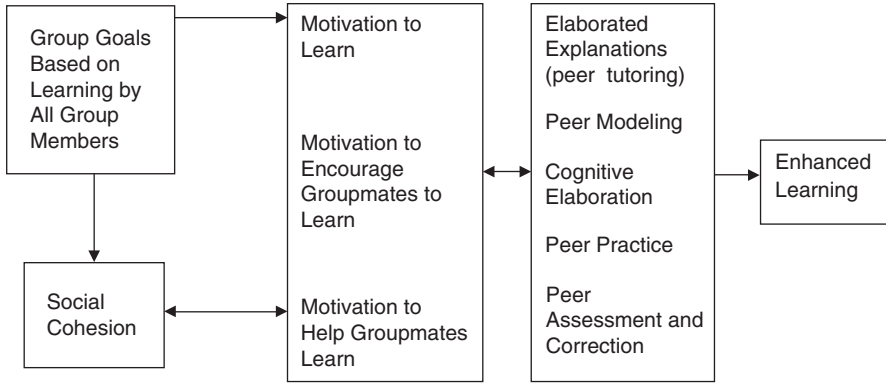 Group Goals
Based on
Learning by
All Group
Members
Social
Cohesion
Motivation to
Learn
Motivation to
Encourage
Groupmates to
Learn
Motivation to
Help Groupmates
Learn
Elaborated
Explanations
(peer tutoring)
Peer Modeling
Cognitive
Elaboration
Peer Practice
Peer
Assessment and
Correction
Enhanced
Learning